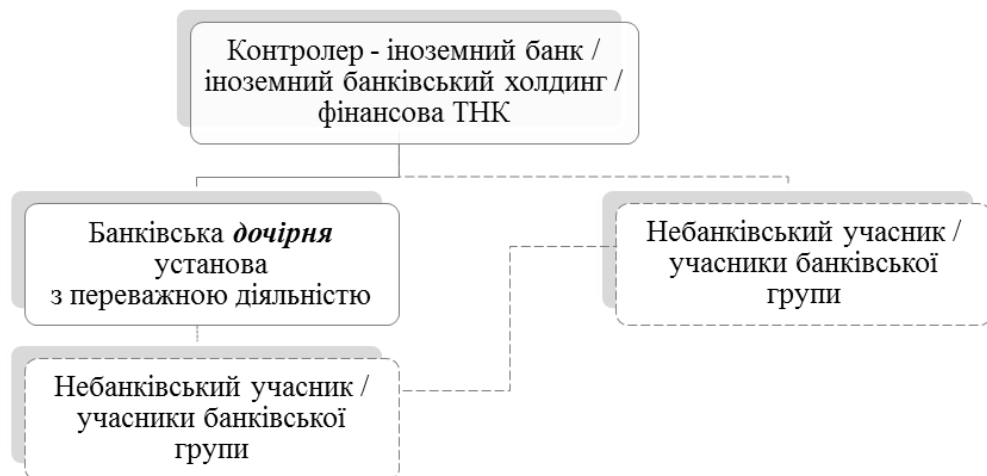 Контролер - іноземний банк /
іноземний банківський холдинг /
фінансова ТНК
Банківська дочірня
установа
з переважною діяльністю
Небанківський учасник /
учасники банківської
групи
Небанківський учасник /
учасники банківської
групи